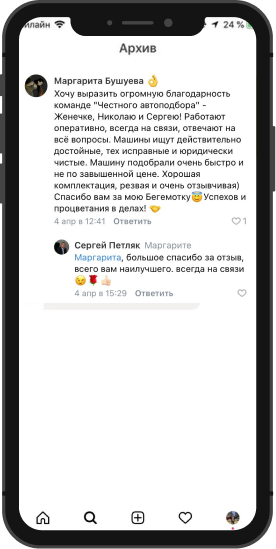 илайн 24 %
Архив
Маргарита Бушуева 👌
Хочу выразить огромную благодарность
команде "Честного автоподбора" -
Женечке, Николаю и Сергею! Работают
оперативно, всегда на связи, отвечают на
всё вопросы. Машины ищут действительно
достойные, тех исправные и юридически
чистые. Машину подобрали очень быстро и
не по завышенной цене. Хорошая
комплектация, резвая и очень отзывчивая)
Спасибо вам за мою Бегемотку😇Успехов и
процветания в делах! 🤝
4 апр в 12:41 Ответить 1
Сергей Петляк Маргарите
Маргарита, большое спасибо за отзыв,
всего вам наилучшего. всегда на связи
😉🌹👍🏻
4 апр в 15:29 Ответить